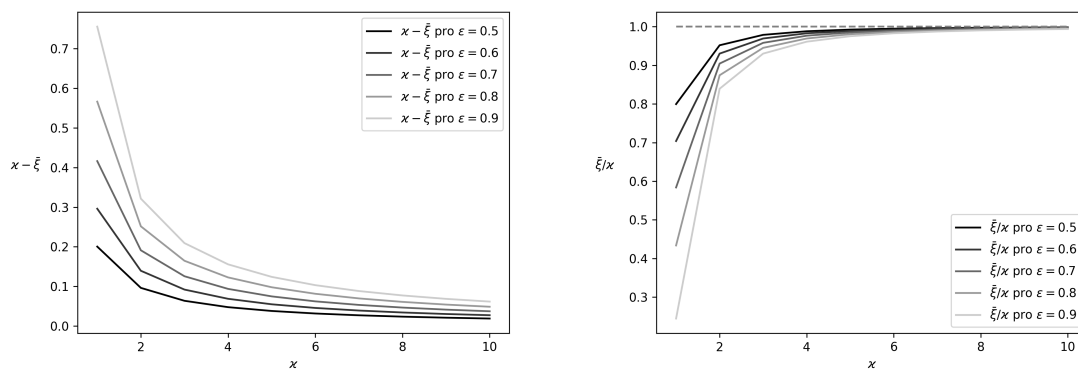 0.7
0.6
0.5
0.4
0.3
0.2
0.1
0.0
ϰ − ξ̄
2 4 6 8 10
ϰ
ϰ − ξ̄ pro ε = 0.5
ϰ − ξ̄ pro ε = 0.6
ϰ − ξ̄ pro ε = 0.7
ϰ − ξ̄ pro ε = 0.8
ϰ − ξ̄ pro ε = 0.9
1.0
0.9
0.8
0.7
0.6
0.5
0.4
0.3
ξ̄/ϰ
2 4 6 8 10
ϰ
ξ̄/ϰ pro ε = 0.5
ξ̄/ϰ pro ε = 0.6
ξ̄/ϰ pro ε = 0.7
ξ̄/ϰ pro ε = 0.8
ξ̄/ϰ pro ε = 0.9